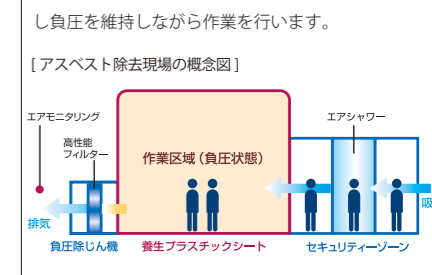 し負圧を維持しながら作業を行います。
[アスベスト除去現場の概念図]
エアモニタリング
エアシャワー
高性能
フィルター
作業区域（負圧状態）
排気
吸
負圧除じん機
養生プラスチックシート
セキュリティーゾーン